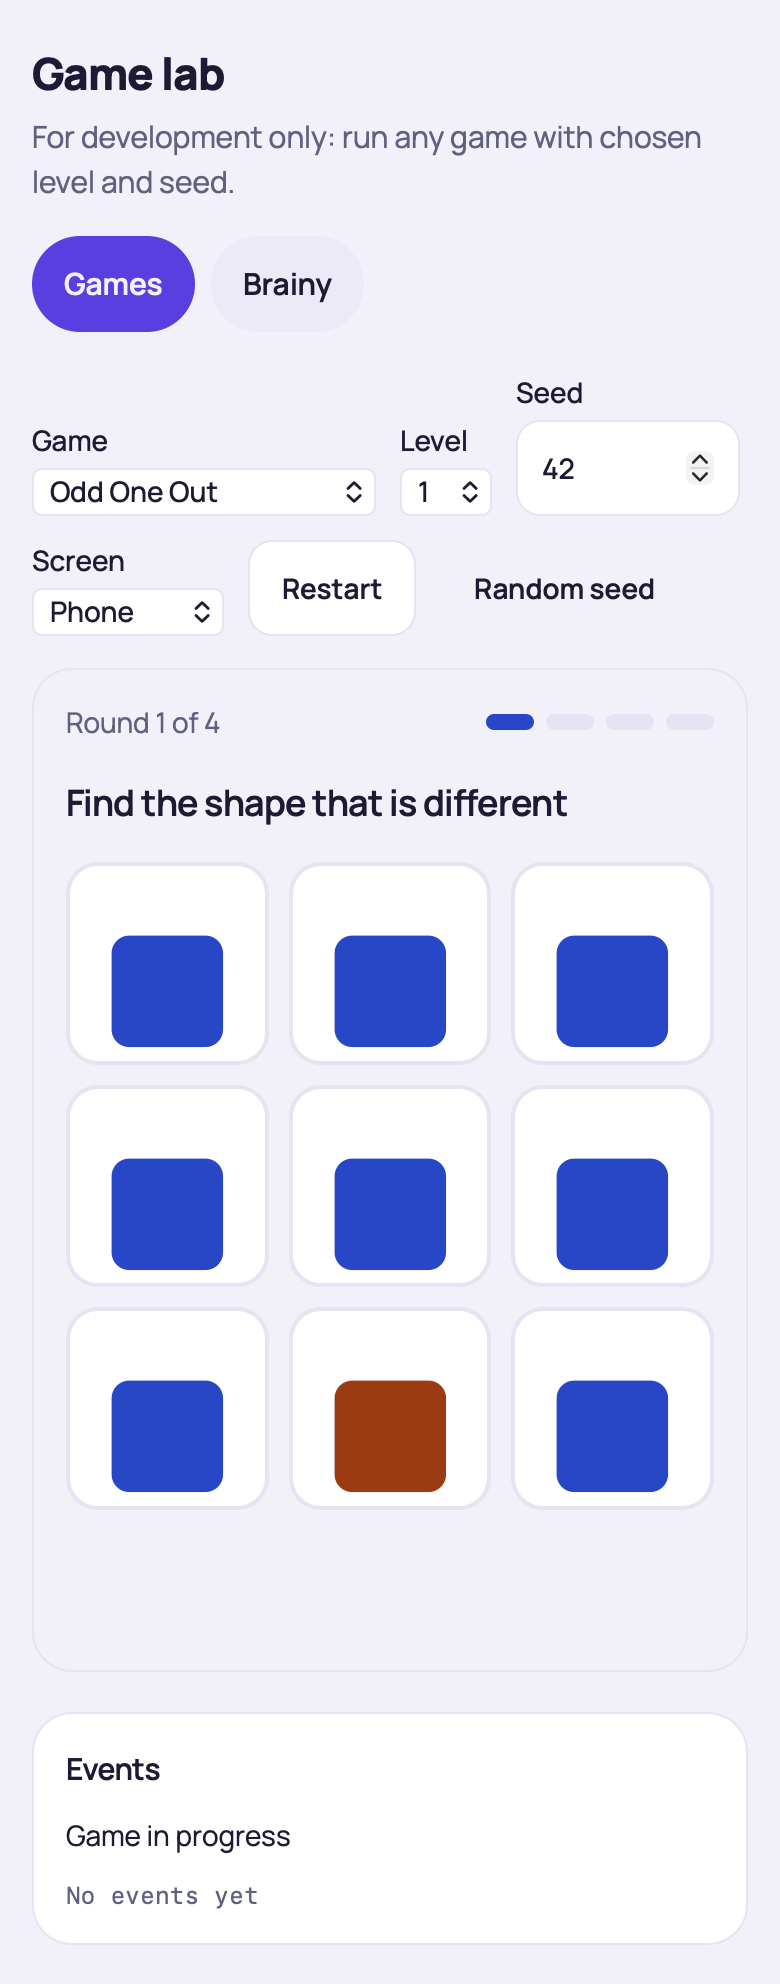 Game lab
For development only: run any game with chosen
level and seed.
Games
Brainy
Game
Odd One Out
Level
1
Seed
42
Screen
Phone
Restart
Random seed
Round 1 of 4
Find the shape that is different
Events
Game in progress
No events yet